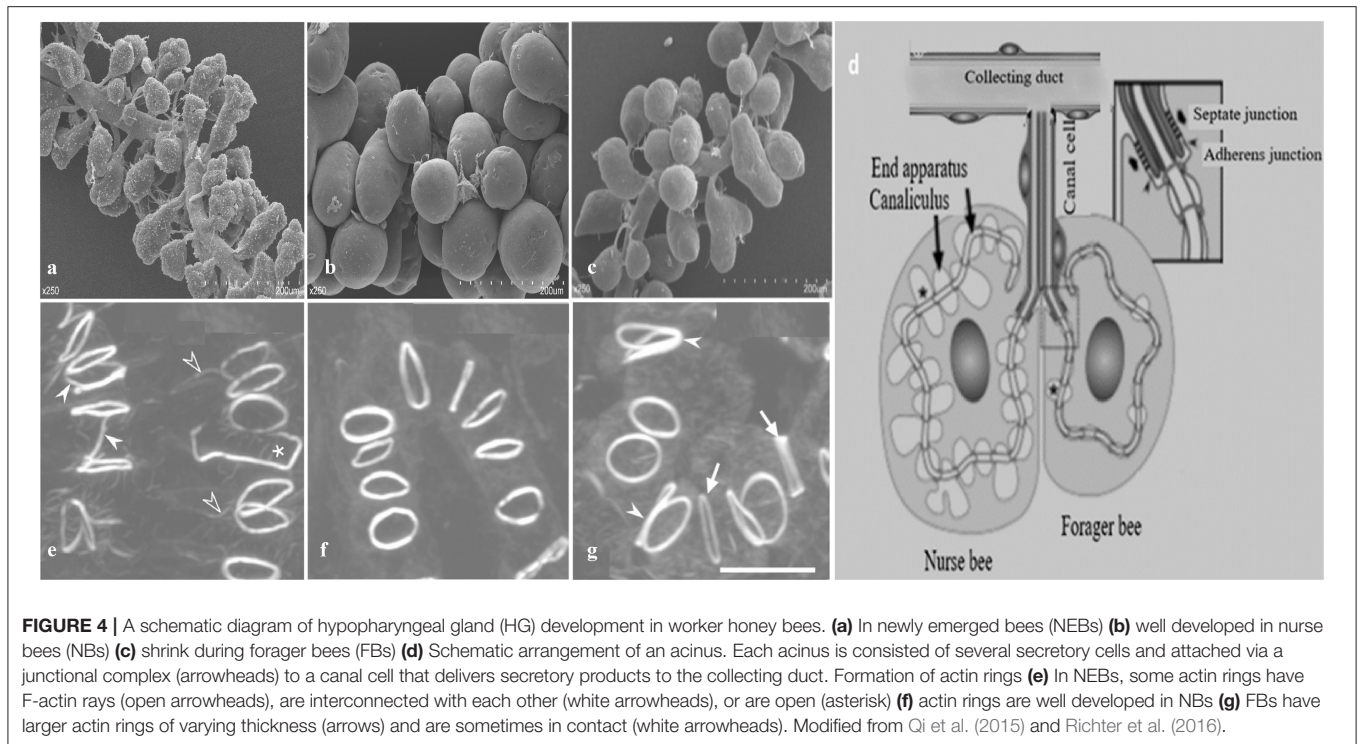 a
x250
200um
b
x250
200um
c
x250
200um
d
Collecting duct
Canal cell
Septate junction
Adherens junction
End apparatus
Canaliculus
Nurse bee
Forager bee
e
*
f
g
FIGURE 4 | A schematic diagram of hypopharyngeal gland (HG) development in worker honey bees. (a) In newly emerged bees (NEBs) (b) well developed in nurse
bees (NBs) (c) shrink during forager bees (FBs) (d) Schematic arrangement of an acinus. Each acinus is consisted of several secretory cells and attached via a
junctional complex (arrowheads) to a canal cell that delivers secretory products to the collecting duct. Formation of actin rings (e) In NEBs, some actin rings have
F-actin rays (open arrowheads), are interconnected with each other (white arrowheads), or are open (asterisk) (f) actin rings are well developed in NBs (g) FBs have
larger actin rings of varying thickness (arrows) and are sometimes in contact (white arrowheads). Modified from Qi et al. (2015) and Richter et al. (2016).